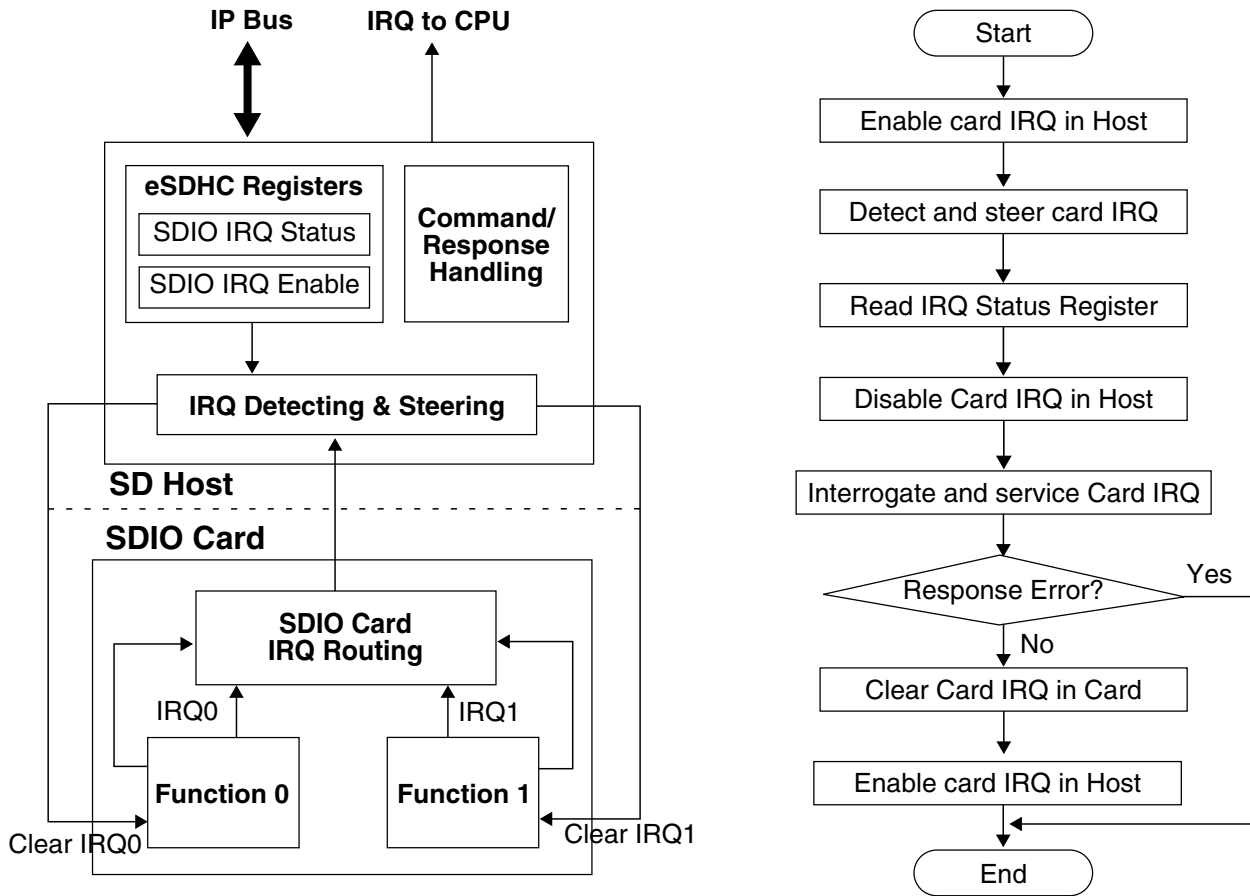 IP Bus
IRQ to CPU
eSDHC Registers
SDIO IRQ Status
SDIO IRQ Enable
Command/
Response
Handling
IRQ Detecting & Steering
SD Host
SDIO Card
SDIO Card
IRQ Routing
IRQ0
IRQ1
Function 0
Function 1
Clear IRQ0
Clear IRQ1
Start
Enable card IRQ in Host
Detect and steer card IRQ
Read IRQ Status Register
Disable Card IRQ in Host
Interrogate and service Card IRQ
Response Error?
Yes
No
Clear Card IRQ in Card
Enable card IRQ in Host
End